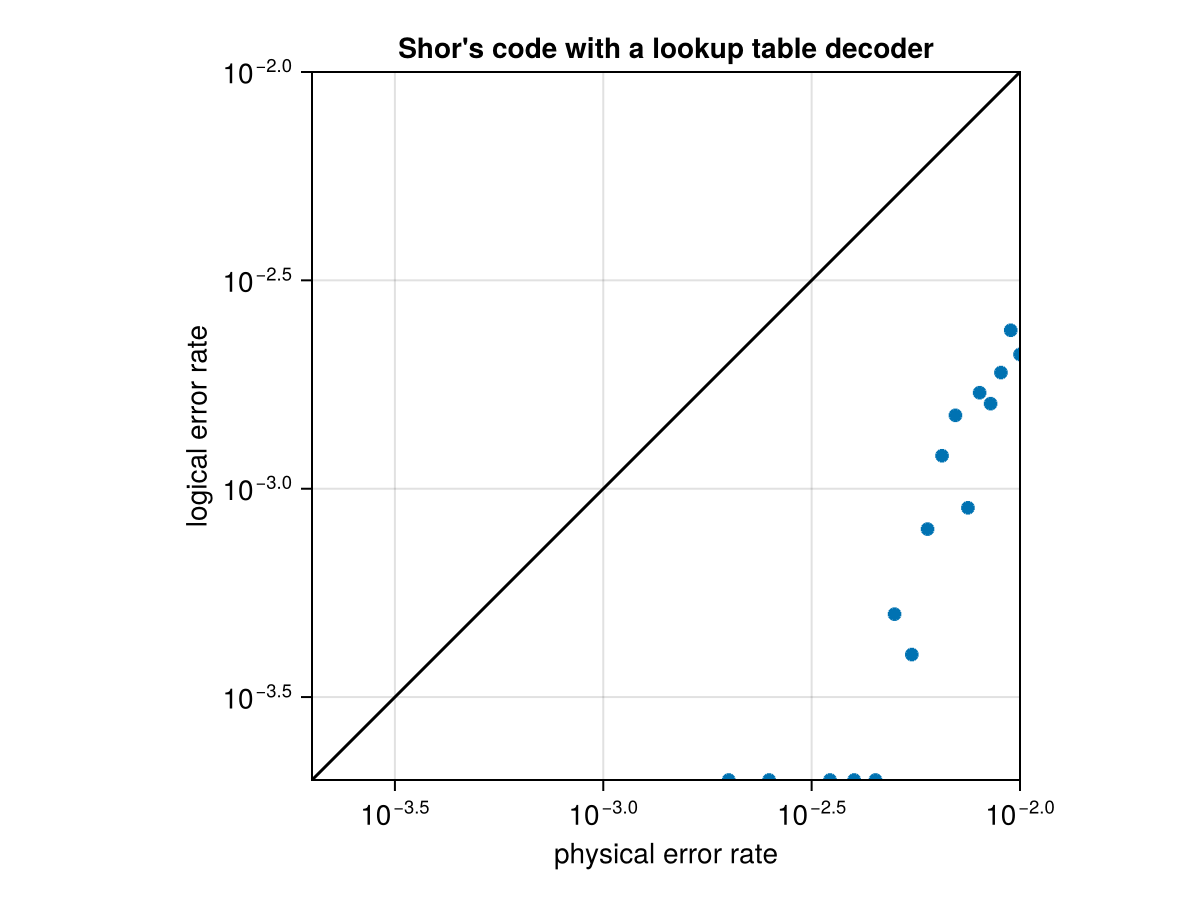 Shor's code with a lookup table decoder
10⁻²·⁰
10⁻²·⁵
10⁻³·⁰
10⁻³·⁵
logical error rate
10⁻³·⁵ 10⁻³·⁰ 10⁻²·⁵ 10⁻²·⁰
physical error rate